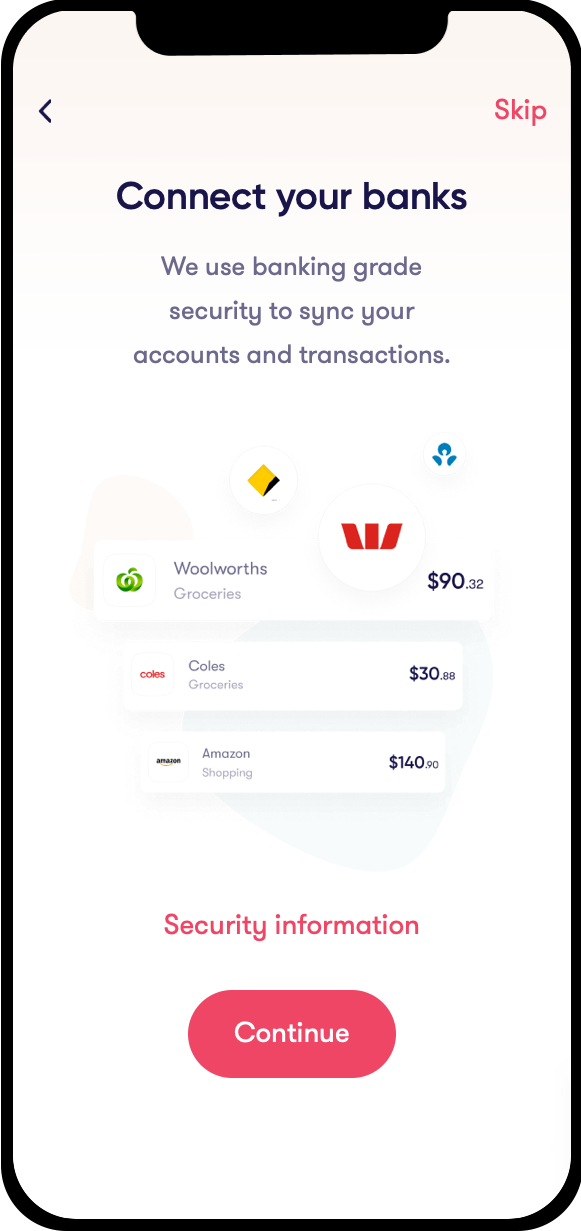 Skip
Connect your banks
We use banking grade
security to sync your
accounts and transactions.
Woolworths
Groceries
$90.32
coles
Coles
Groceries
$30.88
amazon
Amazon
Shopping
$140.90
Security information
Continue